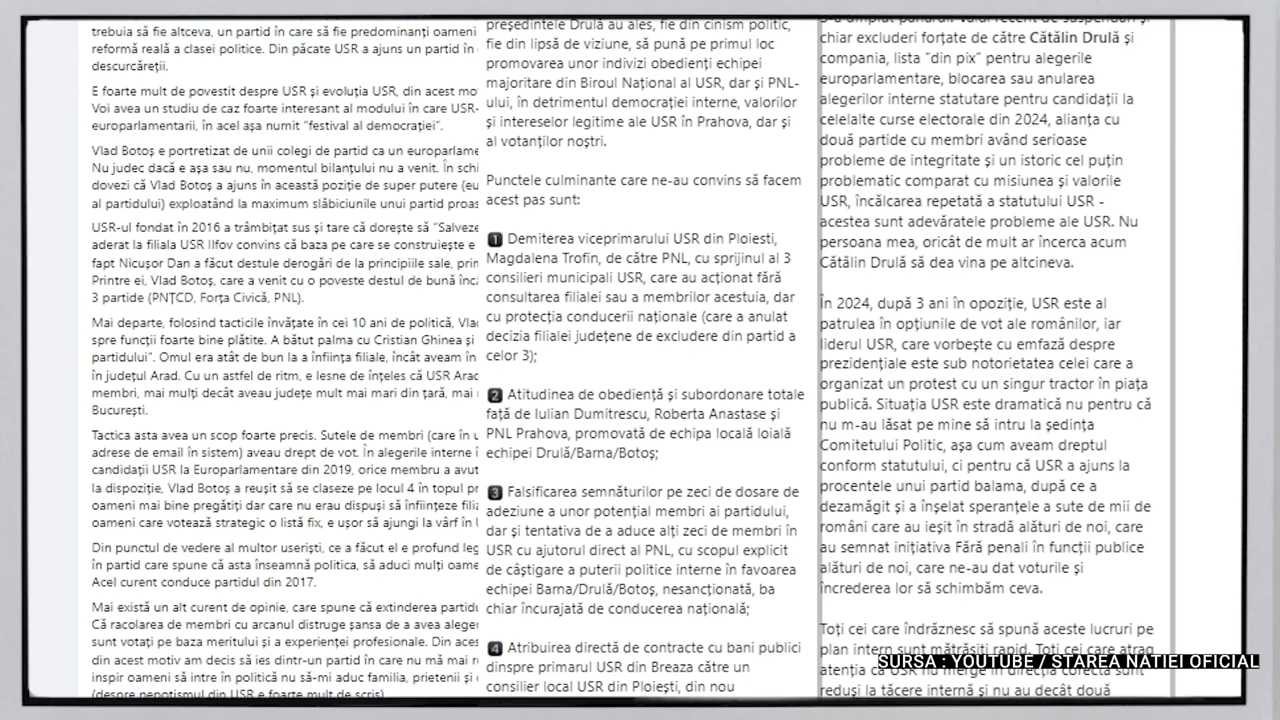 trebuia să fie altceva, un partid în care să fie predominanți oameni
reformă reală a clasei politice. Din păcate USR a ajuns un partid în
descurcăreții.
E foarte mult de povestit despre USR și evoluția USR, din acest mo
Voi avea un studiu de caz foarte interesant al modului în care USR-
europarlamentarii, în acel așa numit "festival al democrației".
Vlad Botoș e portretizat de unii colegi de partid ca un europarlame
Nu judec dacă e așa sau nu, momentul bilanțului nu a venit. În schi
dovezi că Vlad Botoș a ajuns în această poziție de super putere (eu
al partidului) exploatând la maximum slăbiciunile unui partid proas
USR-ul fondat în 2016 a trâmbițat sus și tare că dorește să "Salveze
aderat la filiala USR Ilfov convins că baza pe care se construiește e
fapt Nicușor Dan a făcut destule derogări de la principiile sale, prim
Printre ei, Vlad Botoș, care a venit cu o poveste destul de bună încă
3 partide (PNȚCD, Forța Civică, PNL).
Mai departe, folosind tacticile învățate în cei 10 ani de politică, Vlad
spre funcții foarte bine plătite. A bătut palma cu Cristian Ghinea și
partidului". Omul era atât de bun la a înființa filiale, încât aveam în
în județul Arad. Cu un astfel de ritm, e lesne de înțeles că USR Arad
membri, mai mulți decât aveau județe mult mai mari din țară, mai
București.
Tactica asta avea un scop foarte precis. Sutele de membri (care în u
adrese de email în sistem) aveau drept de vot. În alegerile interne î
candidații USR la Europarlamentare din 2019, orice membru a avut
la dispoziție, Vlad Botoș a reușit să se claseze pe locul 4 în topul pr
oameni mai bine pregătiți dar care nu erau dispuși să înființeze filia
oameni care votează strategic o listă fix, e ușor să ajungi la vârf în U
Din punctul de vedere al multor useriști, ce a făcut el e profund leg
în partid care spune că asta înseamnă politica, să aduci mulți oame
Acel curent conduce partidul din 2017.
Mai există un alt curent de opinie, care spune că extinderea partidu
Că racolarea de membri cu arcanul distruge șansa de a avea aleger
sunt votați pe baza meritului și a experienței profesionale. Din aces
din acest motiv am decis să ies dintr-un partid în care nu mă mai r
inspir oameni să intre în politică nu să-mi aduc familia, prietenii și
(despre nepotismul din USR e foarte mult de scris).
președintele Drulă au ales, fie din cinism politic,
fie din lipsă de viziune, să pună pe primul loc
promovarea unor indivizi obedienți echipei
majoritare din Biroul Național al USR, dar și PNL-
ului, în detrimentul democrației interne, valorilor
și intereselor legitime ale USR în Prahova, dar și
al votanților noștri.
Punctele culminante care ne-au convins să facem
acest pas sunt:
1 Demiterea viceprimarului USR din Ploiesti,
Magdalena Trofin, de către PNL, cu sprijinul al 3
consilieri municipali USR, care au acționat fără
consultarea filialei sau a membrilor acestuia, dar
cu protecția conducerii naționale (care a anulat
decizia filialei județene de excludere din partid a
celor 3);
2 Atitudinea de obediență și subordonare totale
față de Iulian Dumitrescu, Roberta Anastase și
PNL Prahova, promovată de echipa locală loială
echipei Drulă/Barna/Botoș;
3 Falsificarea semnăturilor pe zeci de dosare de
adeziune a unor potențial membri ai partidului,
dar și tentativa de a aduce alți zeci de membri în
USR cu ajutorul direct al PNL, cu scopul explicit
de câștigare a puterii politice interne în favoarea
echipei Barna/Drulă/Botoș, nesancționată, ba
chiar încurajată de conducerea națională;
4 Atribuirea directă de contracte cu bani publici
dinspre primarul USR din Breaza către un
consilier local USR din Ploiești, din nou
s-a umplut paharul. Valul recent de suspendări și
chiar excluderi forțate de către Cătălin Drulă și
compania, lista "din pix" pentru alegerile
europarlamentare, blocarea sau anularea
alegerilor interne statutare pentru candidații la
celelalte curse electorale din 2024, alianța cu
două partide cu membri având serioase
probleme de integritate și un istoric cel puțin
problematic comparat cu misiunea și valorile
USR, încălcarea repetată a statutului USR -
acestea sunt adevăratele probleme ale USR. Nu
persoana mea, oricât de mult ar încerca acum
Cătălin Drulă să dea vina pe altcineva.
În 2024, după 3 ani în opoziție, USR este al
patrulea în opțiunile de vot ale românilor, iar
liderul USR, care vorbește cu emfază despre
prezidențiale este sub notorietatea celei care a
organizat un protest cu un singur tractor în piața
publică. Situația USR este dramatică nu pentru că
nu m-au lăsat pe mine să intru la ședința
Comitetului Politic, așa cum aveam dreptul
conform statutului, ci pentru că USR a ajuns la
procentele unui partid balama, după ce a
dezamăgit și a înșelat speranțele a sute de mii de
români care au ieșit în stradă alături de noi, care
au semnat inițiativa Fără penali în funcții publice
alături de noi, care ne-au dat voturile și
încrederea lor să schimbăm ceva.
Toți cei care îndrăznesc să spună aceste lucruri pe
plan intern sunt mătrășiți rapid. Toți cei care atrag
atenția că USR nu merge în direcția corectă sunt
reduși la tăcere internă și nu au decât două
SURSA : YOUTUBE / STAREA NATIEI OFICIAL